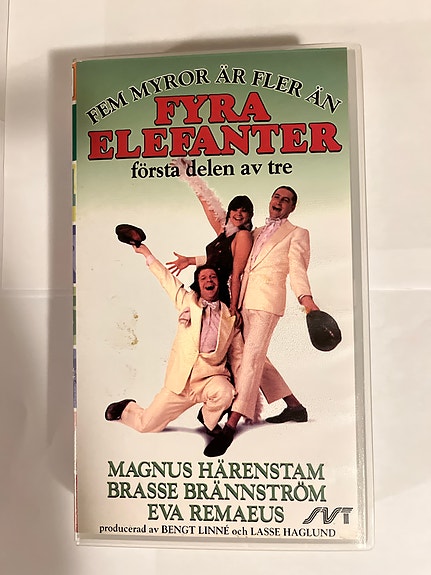 FEM MYROR ÄR FLER ÄN
FYRA
ELEFANTER
första delen av tre
MAGNUS HÄRENSTAM
BRASSE BRÄNNSTRÖM
EVA REMAEUS
SVT
producerad av BENGT LINNÉ och LASSE HAGLUND